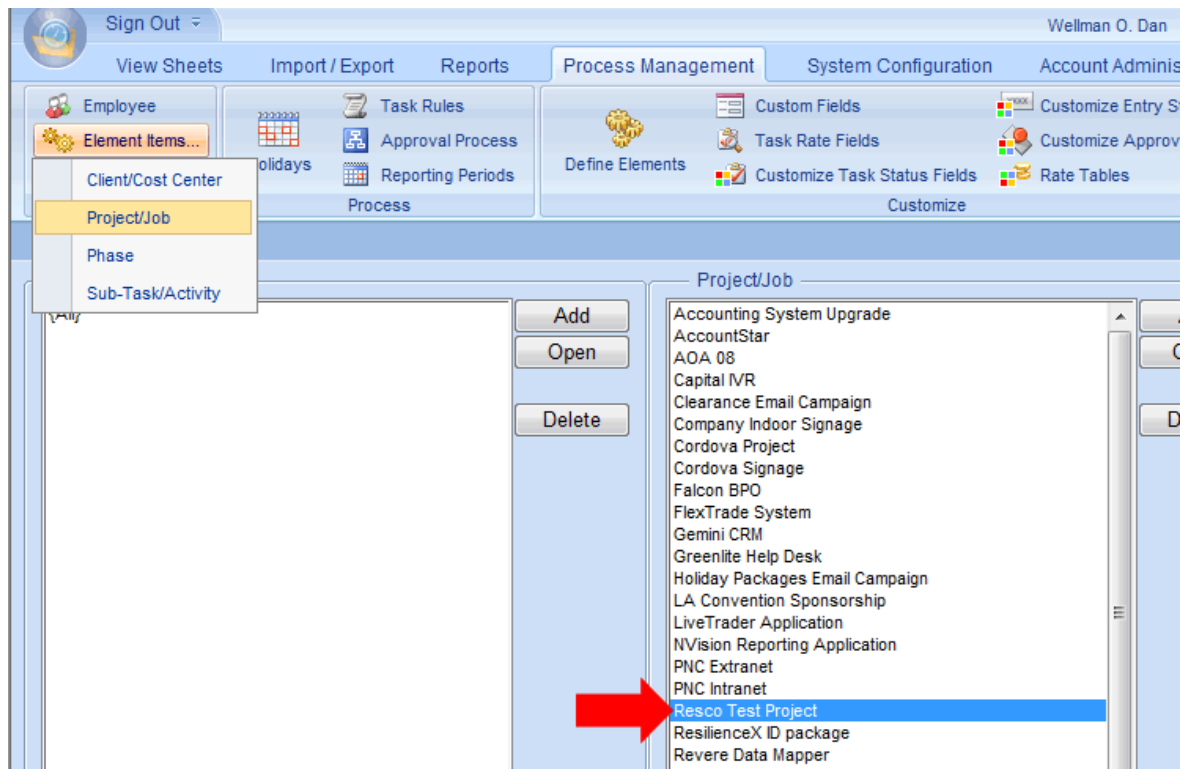 Sign Out
Wellman O. Dan
View Sheets Import / Export Reports Process Management System Configuration Account
Employee Task Rules Custom Fields Customize Entry
Element Items... Approval Process Task Rate Fields Customize
Holidays Reporting Periods Define Elements Customize Task Status Fields Rate Tables
Process Customize
Client/Cost Center
Project/Job
Phase
Sub-Task/Activity
{All}
Add
Open
Delete
Project/Job
Accounting System Upgrade
AccountStar
AOA 08
Capital IVR
Clearance Email Campaign
Company Indoor Signage
Cordova Project
Cordova Signage
Falcon BPO
FlexTrade System
Gemini CRM
Greenlite Help Desk
Holiday Packages Email Campaign
LA Convention Sponsorship
LiveTrader Application
NVision Reporting Application
PNC Extranet
PNC Intranet
Resco Test Project
ResilienceX ID package
Revere Data Mapper